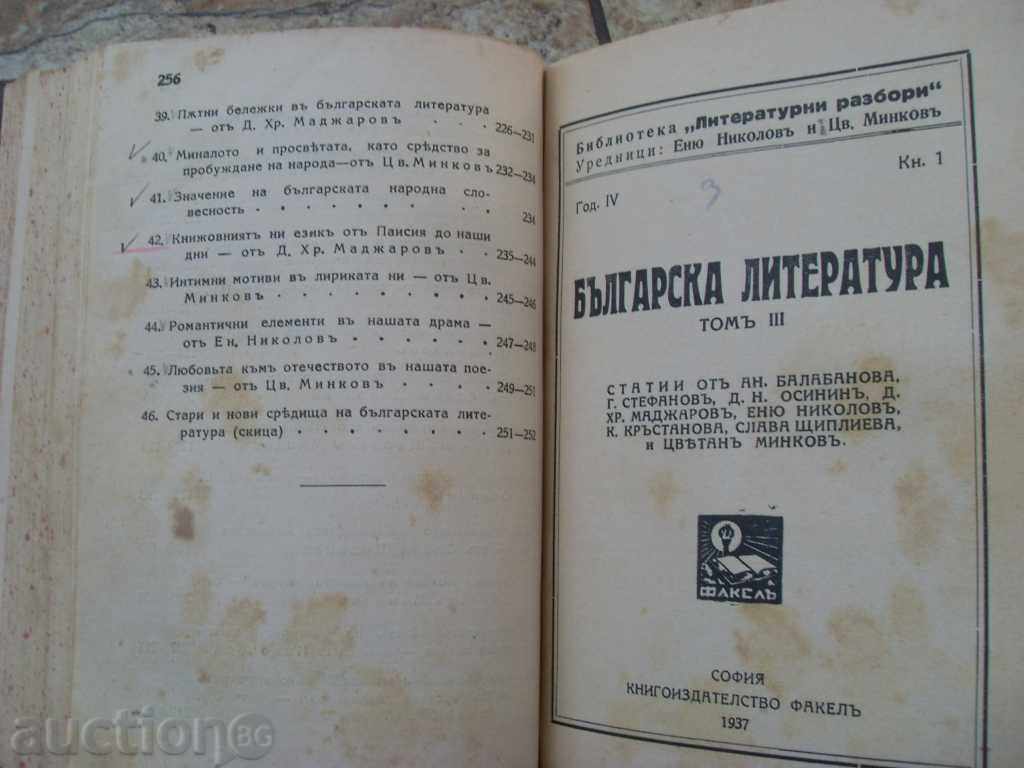 256
39. Пѫтни бележки въ българската литература
— отъ Д. Хр. Маджаровъ . . . 226—231
40. Миналото и просвѣтата, като срѣдство за
пробуждане на народа—отъ Цв. Минковъ 232—234
41. Значение на българската народна сло-
весность . . . . . . . 234
42. Книжовниятъ ни езикъ отъ Паисия до наши
дни — отъ Д. Хр. Маджаровъ . . 235—244
43. Интимни мотиви въ лириката ни — отъ Цв.
Минковъ . . . . . . . 245—246
44. Романтични елементи въ нашата драма —
отъ Ен. Николовъ . . . . . 247—248
45. Любовьта къмъ отечеството въ нашата пое-
зия — отъ Цв. Минковъ . . . . 249—251
46. Стари и нови срѣдища на българската лите-
ратура (скица) . . . . . . 251—252
Библиотека „Литературни разбори“
Уредници: Еню Николовъ и Цв. Минковъ
Год. IV 3 Кн. 1
БЪЛГАРСКА ЛИТЕРАТУРА
ТОМЪ III
СТАТИИ ОТЪ АН. БАЛАБАНОВА,
Г. СТЕФАНОВЪ, Д. Н. ОСИНИН, Д.
ХР. МАДЖАРОВЪ, ЕНЮ НИКОЛОВЪ,
К. КРЪСТАНОВА, СЛАВА ЩИПЛИЕВА,
И ЦВѢТАНЪ МИНКОВЪ.
ФАКЕЛЪ
СОФИЯ
КНИГОИЗДАТЕЛСТВО ФАКЕЛЪ
1937
auctionBG